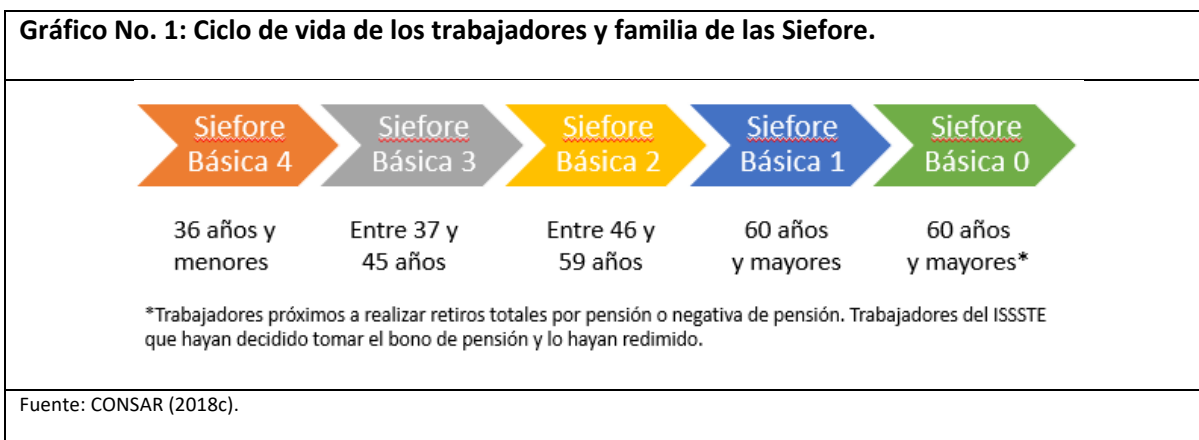 Gráfico No. 1: Ciclo de vida de los trabajadores y familia de las Siefore.
Siefore Básica 4
Siefore Básica 3
Siefore Básica 2
Siefore Básica 1
Siefore Básica 0
36 años y menores
Entre 37 y 45 años
Entre 46 y 59 años
60 años y mayores
60 años y mayores*
*Trabajadores próximos a realizar retiros totales por pensión o negativa de pensión. Trabajadores del ISSSTE
que hayan decidido tomar el bono de pensión y lo hayan redimido.
Fuente: CONSAR (2018c).